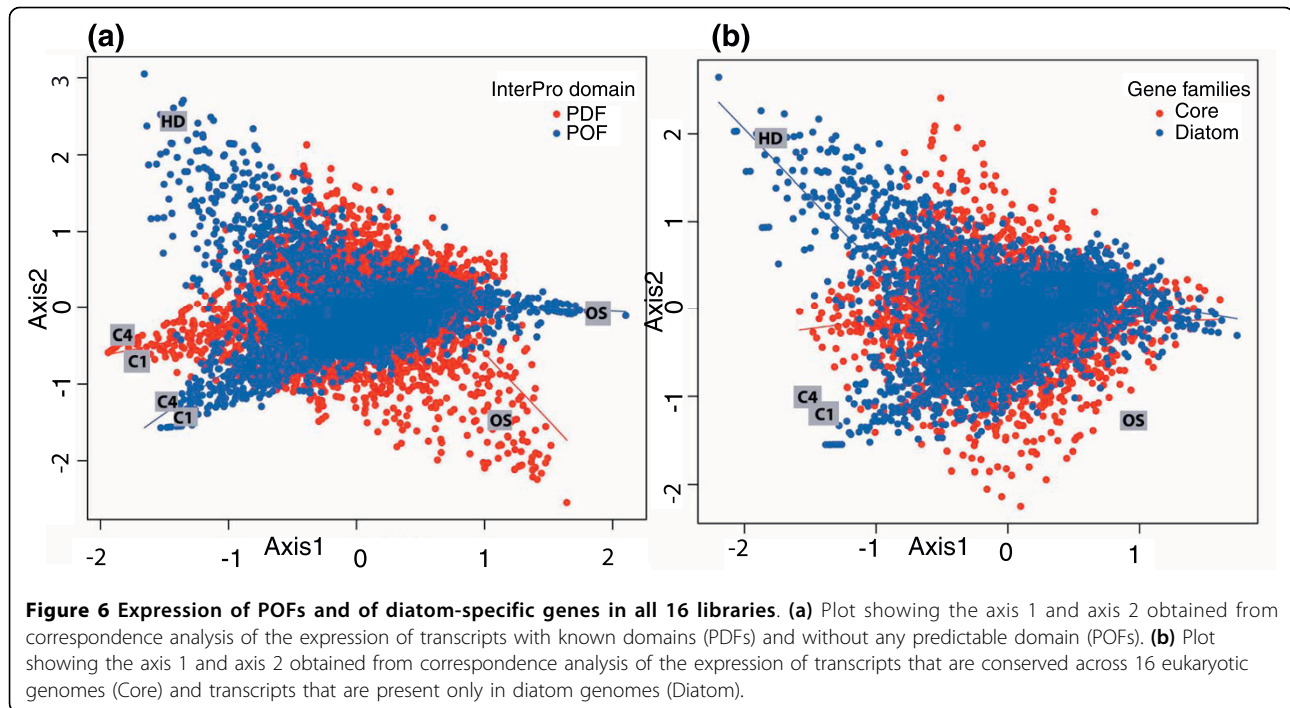 (a)
InterPro domain
PDF
POF
HD
C4
C1
C4
C1
OS
OS
Axis2
3
2
1
0
-1
-2
-2
-1
0
1
2
Axis1
(b)
Gene families
Core
Diatom
HD
C4
C1
OS
Axis2
2
1
0
-1
-2
-2
-1
0
1
Axis1
Figure 6 Expression of POFs and of diatom-specific genes in all 16 libraries. (a) Plot showing the axis 1 and axis 2 obtained from
correspondence analysis of the expression of transcripts with known domains (PDFs) and without any predictable domain (POFs). (b) Plot
showing the axis 1 and axis 2 obtained from correspondence analysis of the expression of transcripts that are conserved across 16 eukaryotic
genomes (Core) and transcripts that are present only in diatom genomes (Diatom).